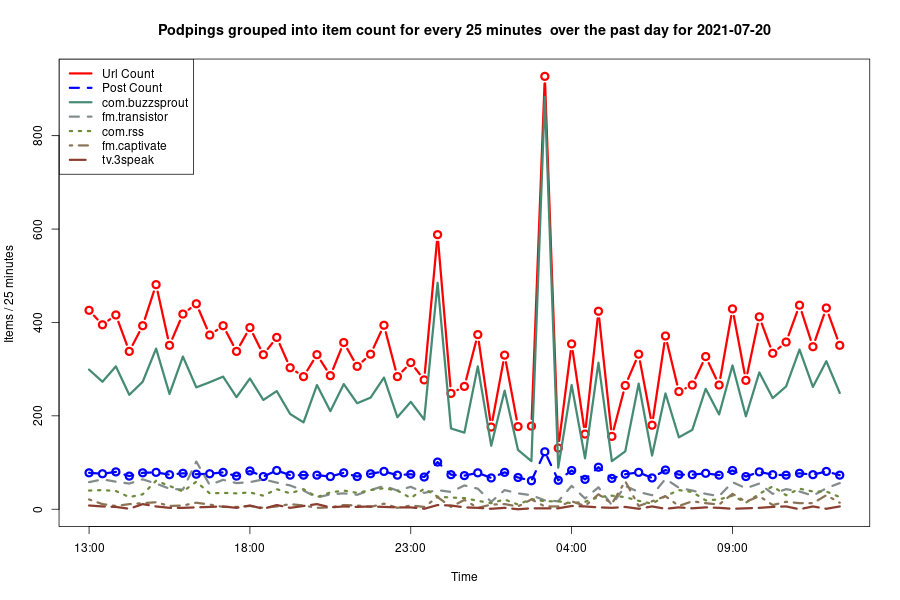 Podpings grouped into item count for every 25 minutes  over the past day for 2021-07-20
Url Count
Post Count
com.buzzsprout
fm.transistor
com.rss
fm.captivate
tv.3speak
Items / 25 minutes
800
600
400
200
0
13:00 18:00 23:00 04:00 09:00
Time